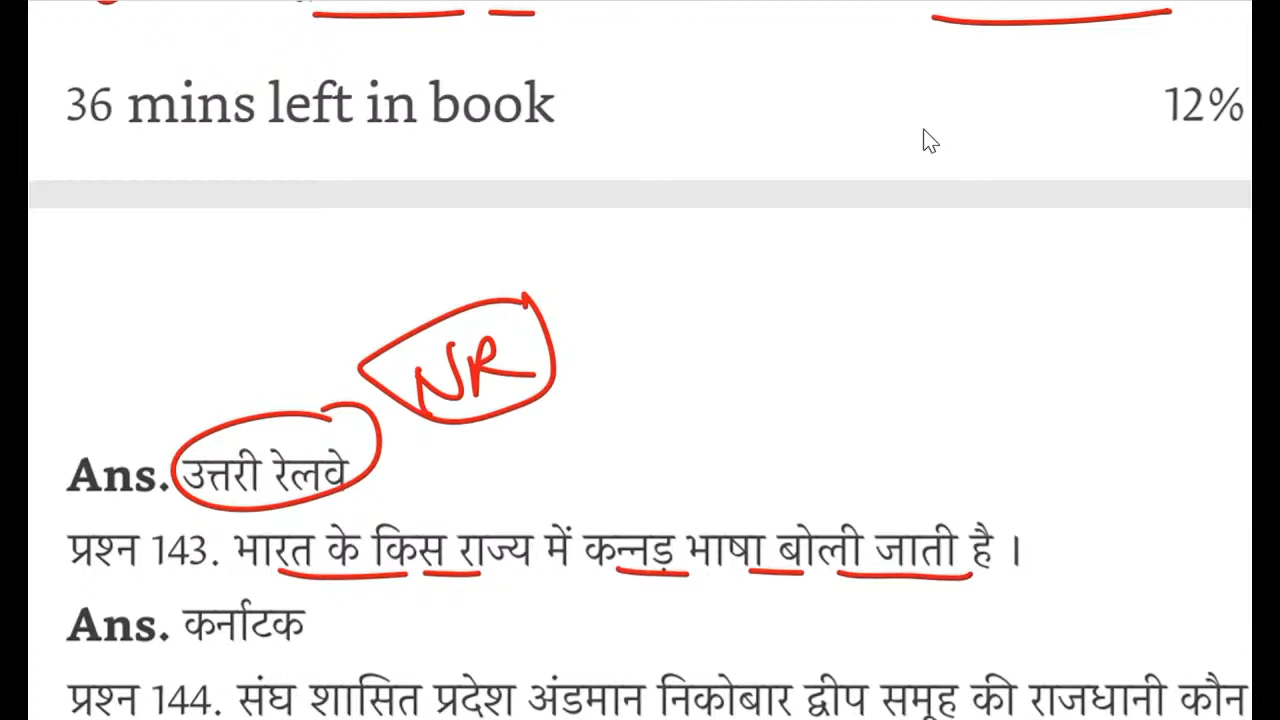 36 mins left in book 12%
NR
Ans. उत्तरी रेलवे
प्रश्न 143. भारत के किस राज्य में कन्नड़ भाषा बोली जाती है ।
Ans. कर्नाटक
प्रश्न 144. संघ शासित प्रदेश अंडमान निकोबार द्वीप समूह की राजधानी कौन